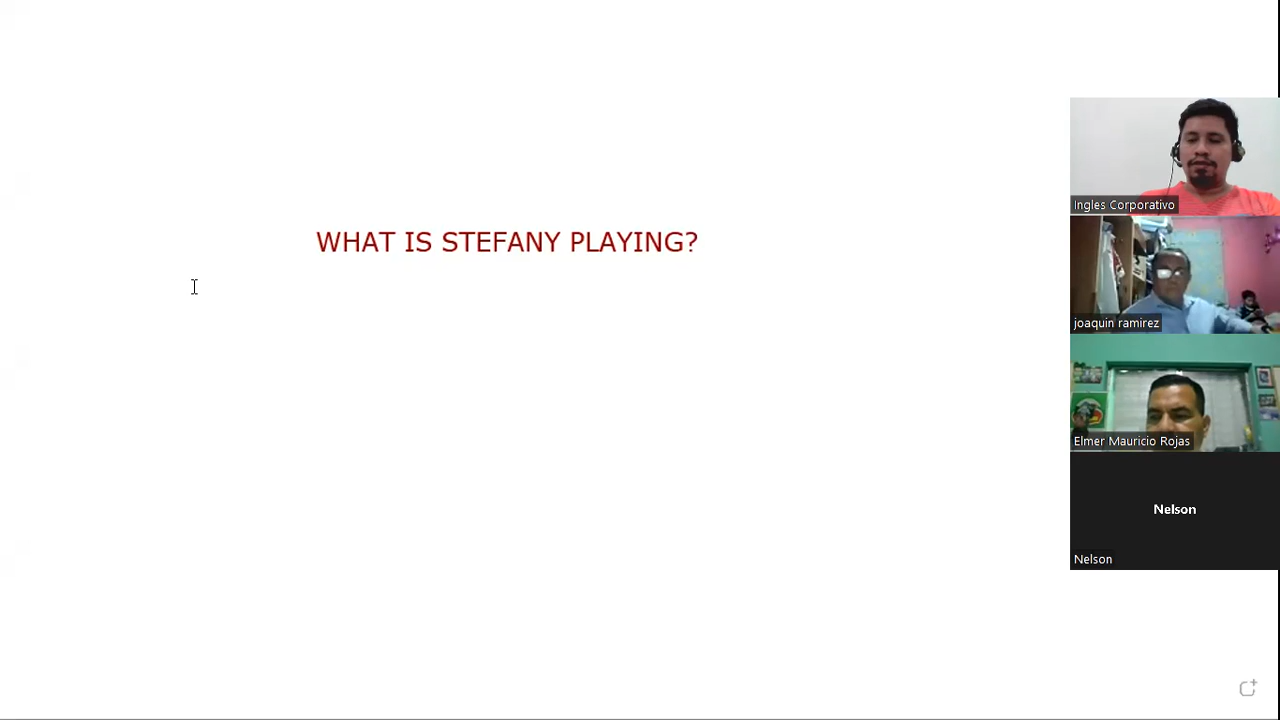 WHAT IS STEFANY PLAYING?
Ingles Corporativo
joaquin ramirez
Elmer Mauricio Rojas
Nelson
Nelson